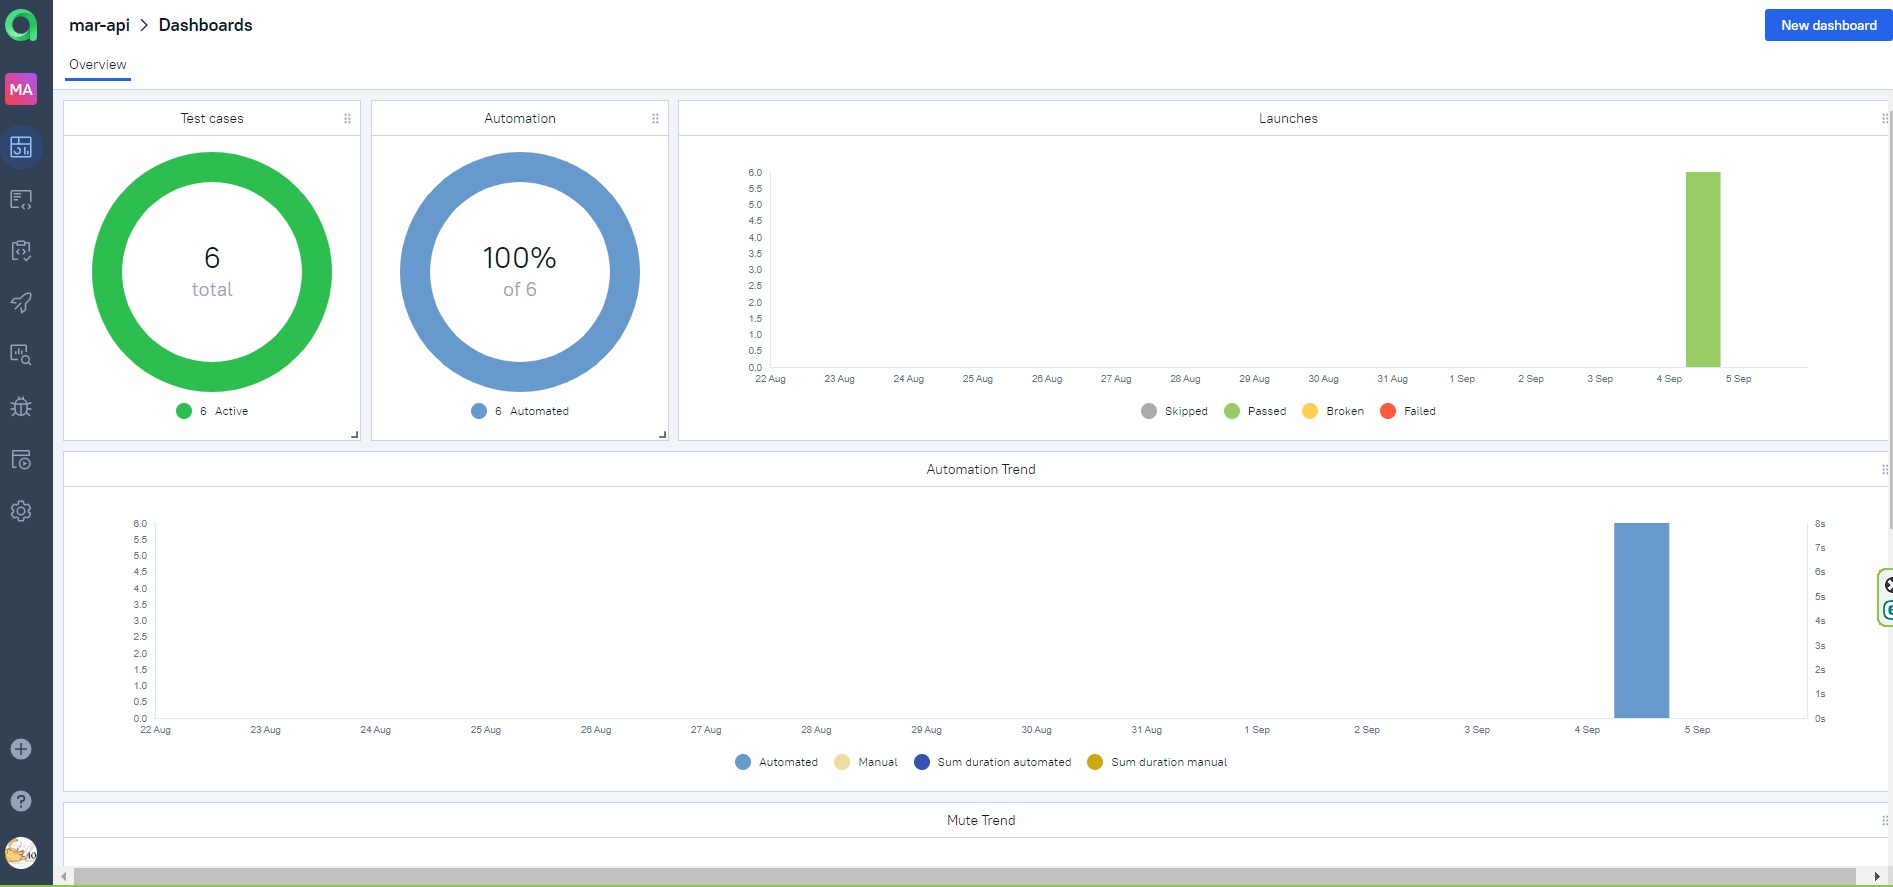 mar-api > Dashboards
New dashboard
Overview
MA
Test cases
6
total
6 Active
Automation
100%
of 6
6 Automated
Launches
6.0
5.5
5.0
4.5
4.0
3.5
3.0
2.5
2.0
1.5
1.0
0.5
0.0
22 Aug 23 Aug 24 Aug 25 Aug 26 Aug 27 Aug 28 Aug 29 Aug 30 Aug 31 Aug 1 Sep 2 Sep 3 Sep 4 Sep 5 Sep
Skipped Passed Broken Failed
Automation Trend
6.0
5.5
5.0
4.5
4.0
3.5
3.0
2.5
2.0
1.5
1.0
0.5
0.0
8s
7s
6s
5s
4s
3s
2s
1s
0s
22 Aug 23 Aug 24 Aug 25 Aug 26 Aug 27 Aug 28 Aug 29 Aug 30 Aug 31 Aug 1 Sep 2 Sep 3 Sep 4 Sep 5 Sep
Automated Manual Sum duration automated Sum duration manual
Mute Trend